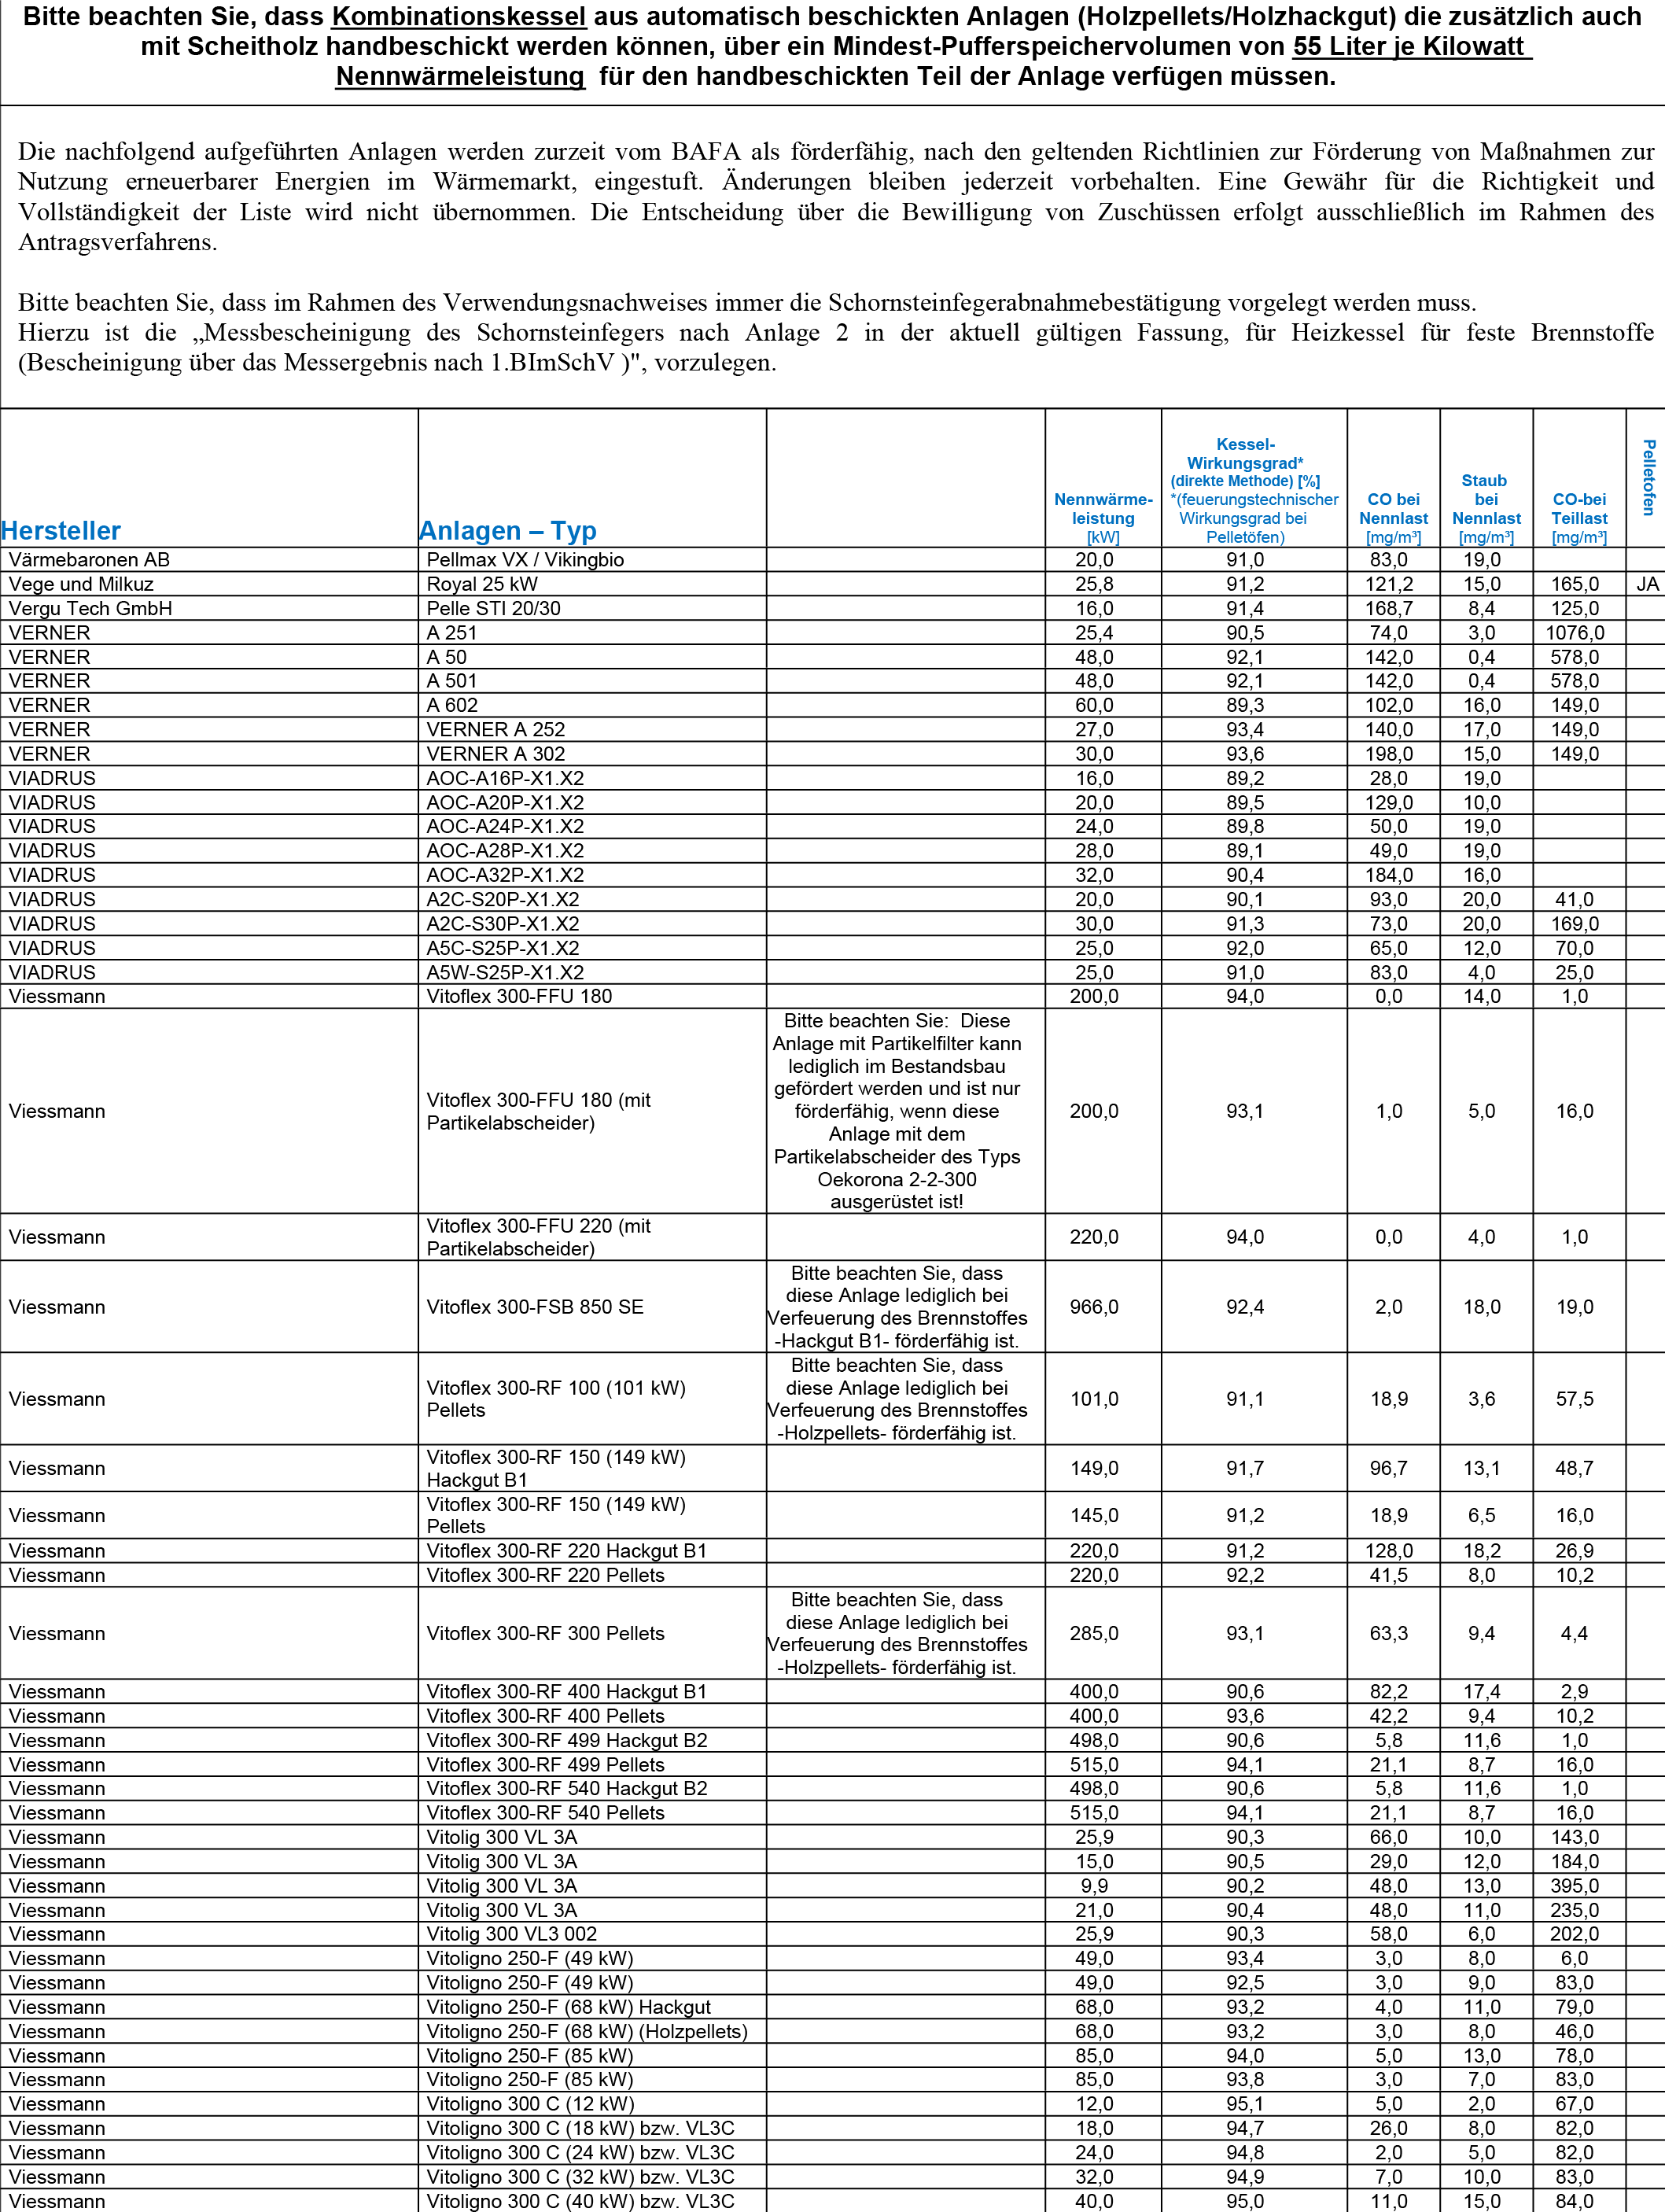 Bitte beachten Sie, dass Kombinationskessel aus automatisch beschickten Anlagen (Holzpellets/Holzhackgut) die zusätzlich auch
mit Scheitholz handbeschickt werden können, über ein Mindest-Pufferspeichervolumen von 55 Liter je Kilowatt
Nennwärmeleistung für den handbeschickten Teil der Anlage verfügen müssen.
Die nachfolgend aufgeführten Anlagen werden zurzeit vom BAFA als förderfähig, nach den geltenden Richtlinien zur Förderung von Maßnahmen zur
Nutzung erneuerbarer Energien im Wärmemarkt, eingestuft. Änderungen bleiben jederzeit vorbehalten. Eine Gewähr für die Richtigkeit und
Vollständigkeit der Liste wird nicht übernommen. Die Entscheidung über die Bewilligung von Zuschüssen erfolgt ausschließlich im Rahmen des
Antragsverfahrens.
Bitte beachten Sie, dass im Rahmen des Verwendungsnachweises immer die Schornsteinfegerabnahmebestätigung vorgelegt werden muss.
Hierzu ist die „Messbescheinigung des Schornsteinfegers nach Anlage 2 in der aktuell gültigen Fassung, für Heizkessel für feste Brennstoffe
(Bescheinigung über das Messergebnis nach 1.BImSchV )", vorzulegen.
Hersteller
Anlagen – Typ
Nennwärme-
leistung
[kW]
Kessel-
Wirkungsgrad*
(direkte Methode) [%]
*(feuerungstechnischer
Wirkungsgrad bei
Pelletöfen)
CO bei
Nennlast
[mg/m³]
Staub
bei
Nennlast
[mg/m³]
CO-bei
Teillast
[mg/m³]
Pelletofen
Värmebaronen AB Pellmax VX / Vikingbio 20,0 91,0 83,0 19,0
Vege und Milkuz Royal 25 kW 25,8 91,2 121,2 15,0 165,0 JA
Vergu Tech GmbH Pelle STI 20/30 16,0 91,4 168,7 8,4 125,0
VERNER A 251 25,4 90,5 74,0 3,0 1076,0
VERNER A 50 48,0 92,1 142,0 0,4 578,0
VERNER A 501 48,0 92,1 142,0 0,4 578,0
VERNER A 602 60,0 89,3 102,0 16,0 149,0
VERNER VERNER A 252 27,0 93,4 140,0 17,0 149,0
VERNER VERNER A 302 30,0 93,6 198,0 15,0 149,0
VIADRUS AOC-A16P-X1.X2 16,0 89,2 28,0 19,0
VIADRUS AOC-A20P-X1.X2 20,0 89,5 129,0 10,0
VIADRUS AOC-A24P-X1.X2 24,0 89,8 50,0 19,0
VIADRUS AOC-A28P-X1.X2 28,0 89,1 49,0 19,0
VIADRUS AOC-A32P-X1.X2 32,0 90,4 184,0 16,0
VIADRUS A2C-S20P-X1.X2 20,0 90,1 93,0 20,0 41,0
VIADRUS A2C-S30P-X1.X2 30,0 91,3 73,0 20,0 169,0
VIADRUS A5C-S25P-X1.X2 25,0 92,0 65,0 12,0 70,0
VIADRUS A5W-S25P-X1.X2 25,0 91,0 83,0 4,0 25,0
Viessmann Vitoflex 300-FFU 180 200,0 94,0 0,0 14,0 1,0
Viessmann
Vitoflex 300-FFU 180 (mit
Partikelabscheider)
Bitte beachten Sie: Diese
Anlage mit Partikelfilter kann
lediglich im Bestandsbau
gefördert werden und ist nur
förderfähig, wenn diese
Anlage mit dem
Partikelabscheider des Typs
Oekorona 2-2-300
ausgerüstet ist!
200,0 93,1 1,0 5,0 16,0
Viessmann
Vitoflex 300-FFU 220 (mit
Partikelabscheider)
220,0 94,0 0,0 4,0 1,0
Viessmann
Vitoflex 300-FSB 850 SE
Bitte beachten Sie, dass
diese Anlage lediglich bei
Verfeuerung des Brennstoffes
-Hackgut B1- förderfähig ist.
966,0 92,4 2,0 18,0 19,0
Viessmann
Vitoflex 300-RF 100 (101 kW)
Pellets
Bitte beachten Sie, dass
diese Anlage lediglich bei
Verfeuerung des Brennstoffes
-Holzpellets- förderfähig ist.
101,0 91,1 18,9 3,6 57,5
Viessmann
Vitoflex 300-RF 150 (149 kW)
Hackgut B1
149,0 91,7 96,7 13,1 48,7
Viessmann
Vitoflex 300-RF 150 (149 kW)
Pellets
145,0 91,2 18,9 6,5 16,0
Viessmann Vitoflex 300-RF 220 Hackgut B1 220,0 91,2 128,0 18,2 26,9
Viessmann Vitoflex 300-RF 220 Pellets 220,0 92,2 41,5 8,0 10,2
Viessmann
Vitoflex 300-RF 300 Pellets
Bitte beachten Sie, dass
diese Anlage lediglich bei
Verfeuerung des Brennstoffes
-Holzpellets- förderfähig ist.
285,0 93,1 63,3 9,4 4,4
Viessmann Vitoflex 300-RF 400 Hackgut B1 400,0 90,6 82,2 17,4 2,9
Viessmann Vitoflex 300-RF 400 Pellets 400,0 93,6 42,2 9,4 10,2
Viessmann Vitoflex 300-RF 499 Hackgut B2 498,0 90,6 5,8 11,6 1,0
Viessmann Vitoflex 300-RF 499 Pellets 515,0 94,1 21,1 8,7 16,0
Viessmann Vitoflex 300-RF 540 Hackgut B2 498,0 90,6 5,8 11,6 1,0
Viessmann Vitoflex 300-RF 540 Pellets 515,0 94,1 21,1 8,7 16,0
Viessmann Vitolig 300 VL 3A 25,9 90,3 66,0 10,0 143,0
Viessmann Vitolig 300 VL 3A 15,0 90,5 29,0 12,0 184,0
Viessmann Vitolig 300 VL 3A 9,9 90,2 48,0 13,0 395,0
Viessmann Vitolig 300 VL 3A 21,0 90,4 48,0 11,0 235,0
Viessmann Vitolig 300 VL3 002 25,9 90,3 58,0 6,0 202,0
Viessmann Vitoligno 250-F (49 kW) 49,0 93,4 3,0 8,0 6,0
Viessmann Vitoligno 250-F (49 kW) 49,0 92,5 3,0 9,0 83,0
Viessmann Vitoligno 250-F (68 kW) Hackgut 68,0 93,2 4,0 11,0 79,0
Viessmann Vitoligno 250-F (68 kW) (Holzpellets) 68,0 93,2 3,0 8,0 46,0
Viessmann Vitoligno 250-F (85 kW) 85,0 94,0 5,0 13,0 78,0
Viessmann Vitoligno 250-F (85 kW) 85,0 93,8 3,0 7,0 83,0
Viessmann Vitoligno 300 C (12 kW) 12,0 95,1 5,0 2,0 67,0
Viessmann Vitoligno 300 C (18 kW) bzw. VL3C 18,0 94,7 26,0 8,0 82,0
Viessmann Vitoligno 300 C (24 kW) bzw. VL3C 24,0 94,8 2,0 5,0 82,0
Viessmann Vitoligno 300 C (32 kW) bzw. VL3C 32,0 94,9 7,0 10,0 83,0
Viessmann Vitoligno 300 C (40 kW) bzw. VL3C 40,0 95,0 11,0 15,0 84,0